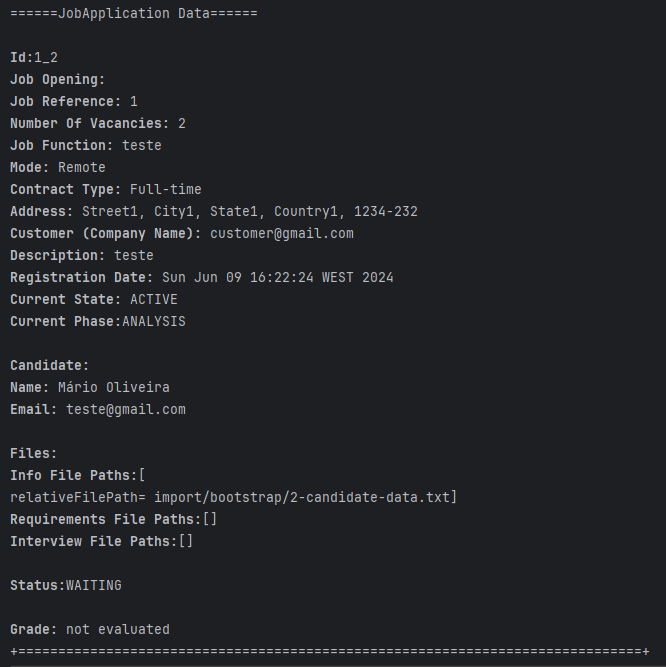 ======JobApplication Data======
Id:1_2
Job Opening:
Job Reference: 1
Number Of Vacancies: 2
Job Function: teste
Mode: Remote
Contract Type: Full-time
Address: Street1, City1, State1, Country1, 1234-232
Customer (Company Name): customer@gmail.com
Description: teste
Registration Date: Sun Jun 09 16:22:24 WEST 2024
Current State: ACTIVE
Current Phase:ANALYSIS
Candidate:
Name: Mário Oliveira
Email: teste@gmail.com
Files:
Info File Paths:[
relativeFilePath= import/bootstrap/2-candidate-data.txt]
Requirements File Paths:[]
Interview File Paths:[]
Status:WAITING
Grade: not evaluated
+==============================================================================+